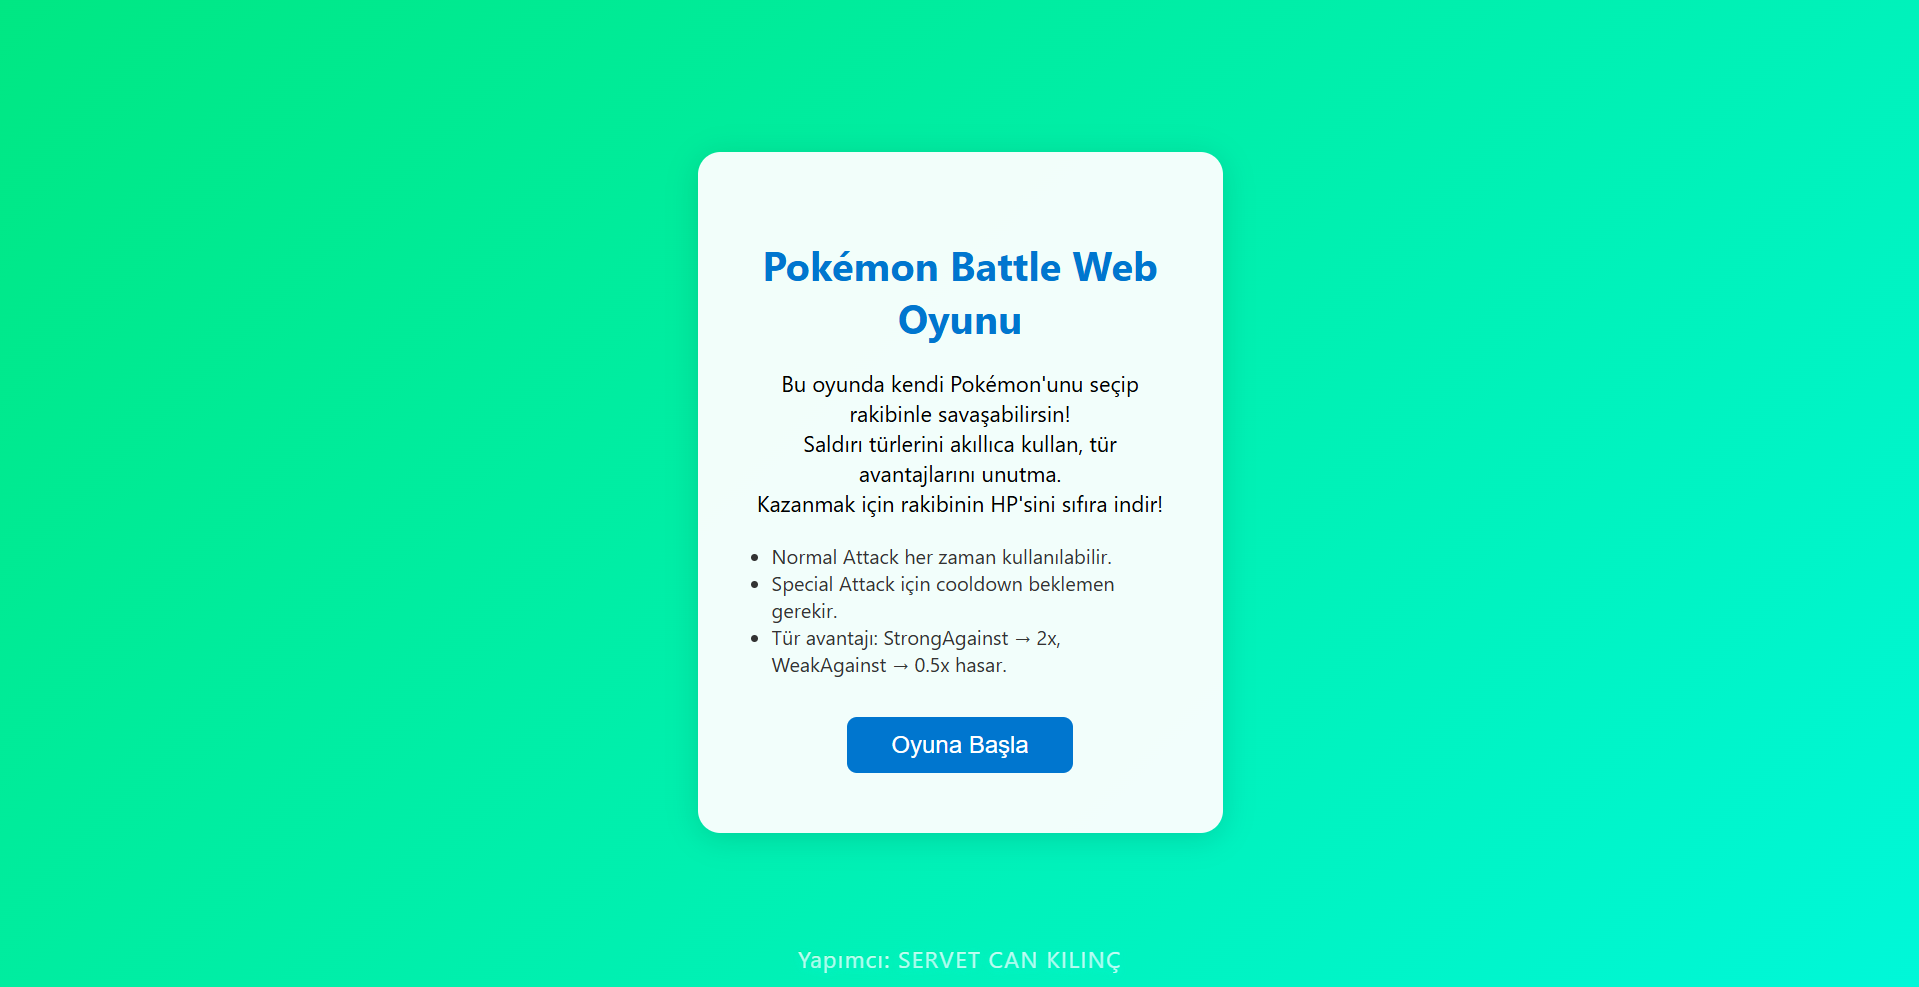 Pokémon Battle Web
Oyunu
Bu oyunda kendi Pokémon'unu seçip
rakibinle savaşabilirsin!
Saldırı türlerini akıllıca kullan, tür
avantajlarını unutma.
Kazanmak için rakibinin HP'sini sıfıra indir!
• Normal Attack her zaman kullanılabilir.
• Special Attack için cooldown beklemen
gerekir.
• Tür avantajı: StrongAgainst → 2x,
WeakAgainst → 0.5x hasar.
Oyuna Başla
Yapımcı: SERVET CAN KILINÇ